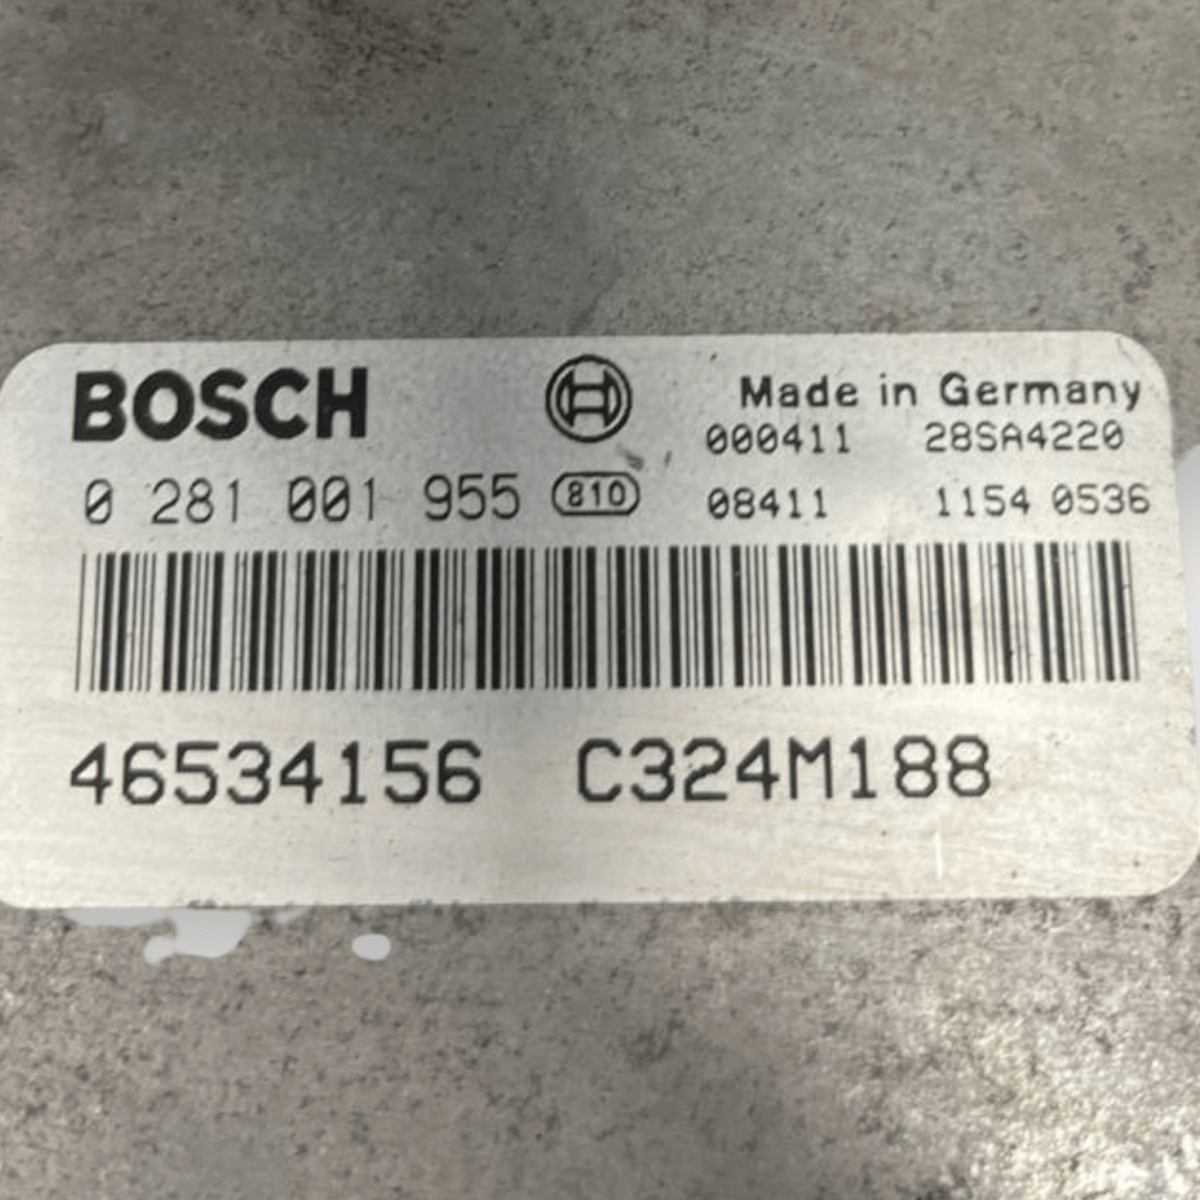 BOSCH Made in Germany
000411 28SA4220
0 281 001 955 810 08411 1154 0536
46534156 C324M188